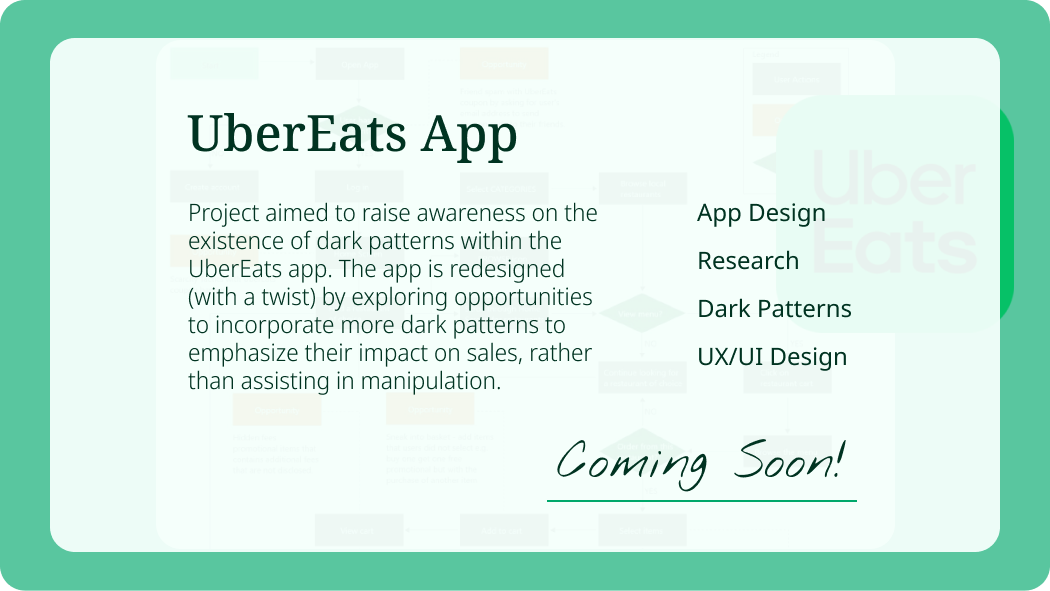 UberEats App
Project aimed to raise awareness on the
existence of dark patterns within the
UberEats app. The app is redesigned
(with a twist) by exploring opportunities
to incorporate more dark patterns to
emphasize their impact on sales, rather
than assisting in manipulation.
App Design
Research
Dark Patterns
UX/UI Design
Uber
Eats
Coming Soon!